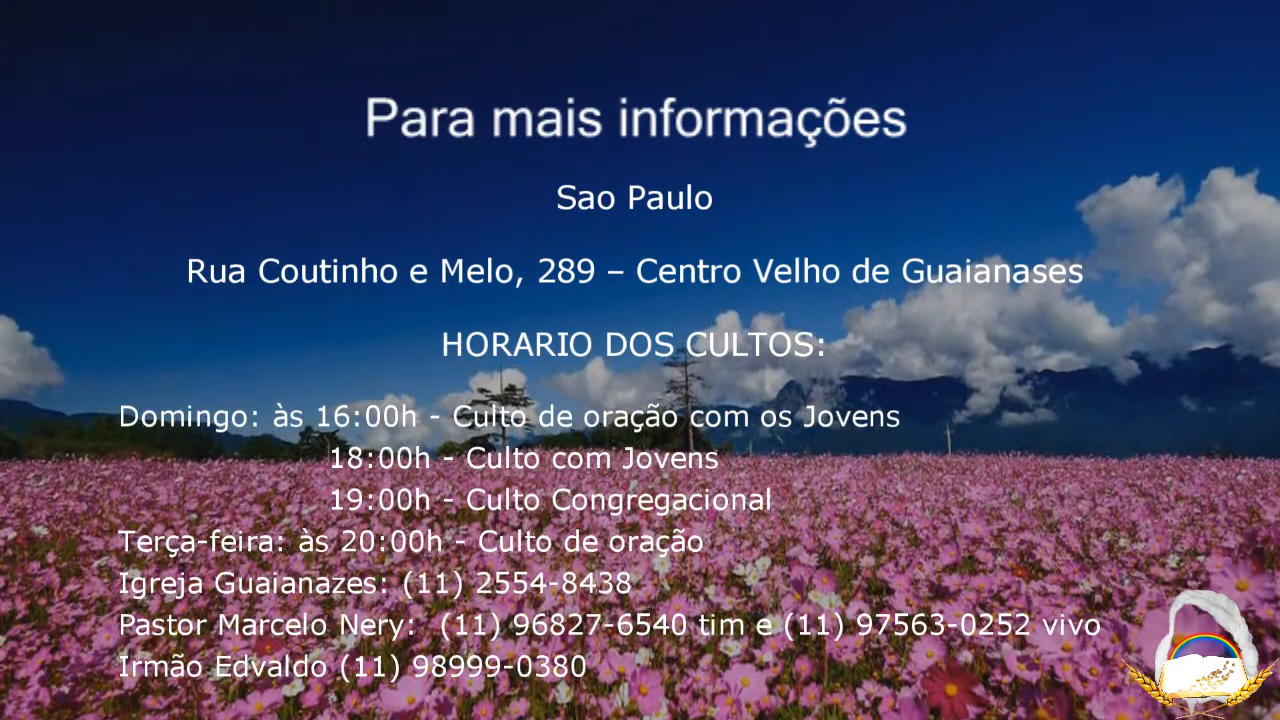 Para mais informações
Sao Paulo
Rua Coutinho e Melo, 289 – Centro Velho de Guaianases
HORARIO DOS CULTOS:
Domingo: às 16:00h - Culto de oração com os Jovens
18:00h - Culto com Jovens
19:00h - Culto Congregacional
Terça-feira: às 20:00h - Culto de oração
Igreja Guaianazes: (11) 2554-8438
Pastor Marcelo Nery: (11) 96827-6540 tim e (11) 97563-0252 vivo
Irmão Edvaldo (11) 98999-0380